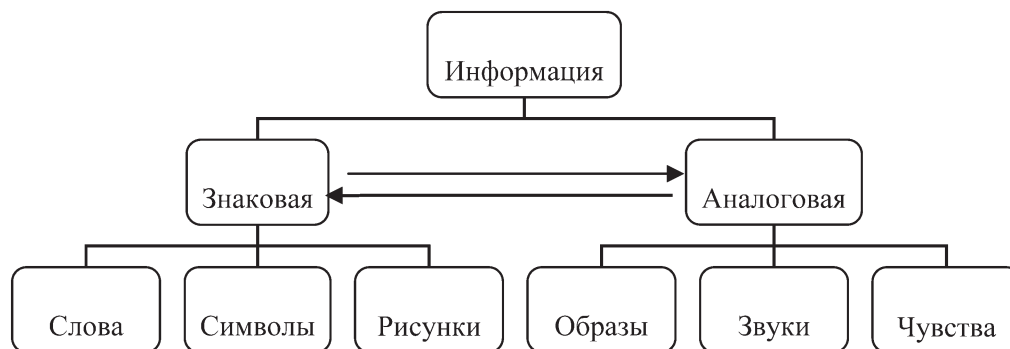 Информация
Знаковая
Аналоговая
Слова
Символы
Рисунки
Образы
Звуки
Чувства